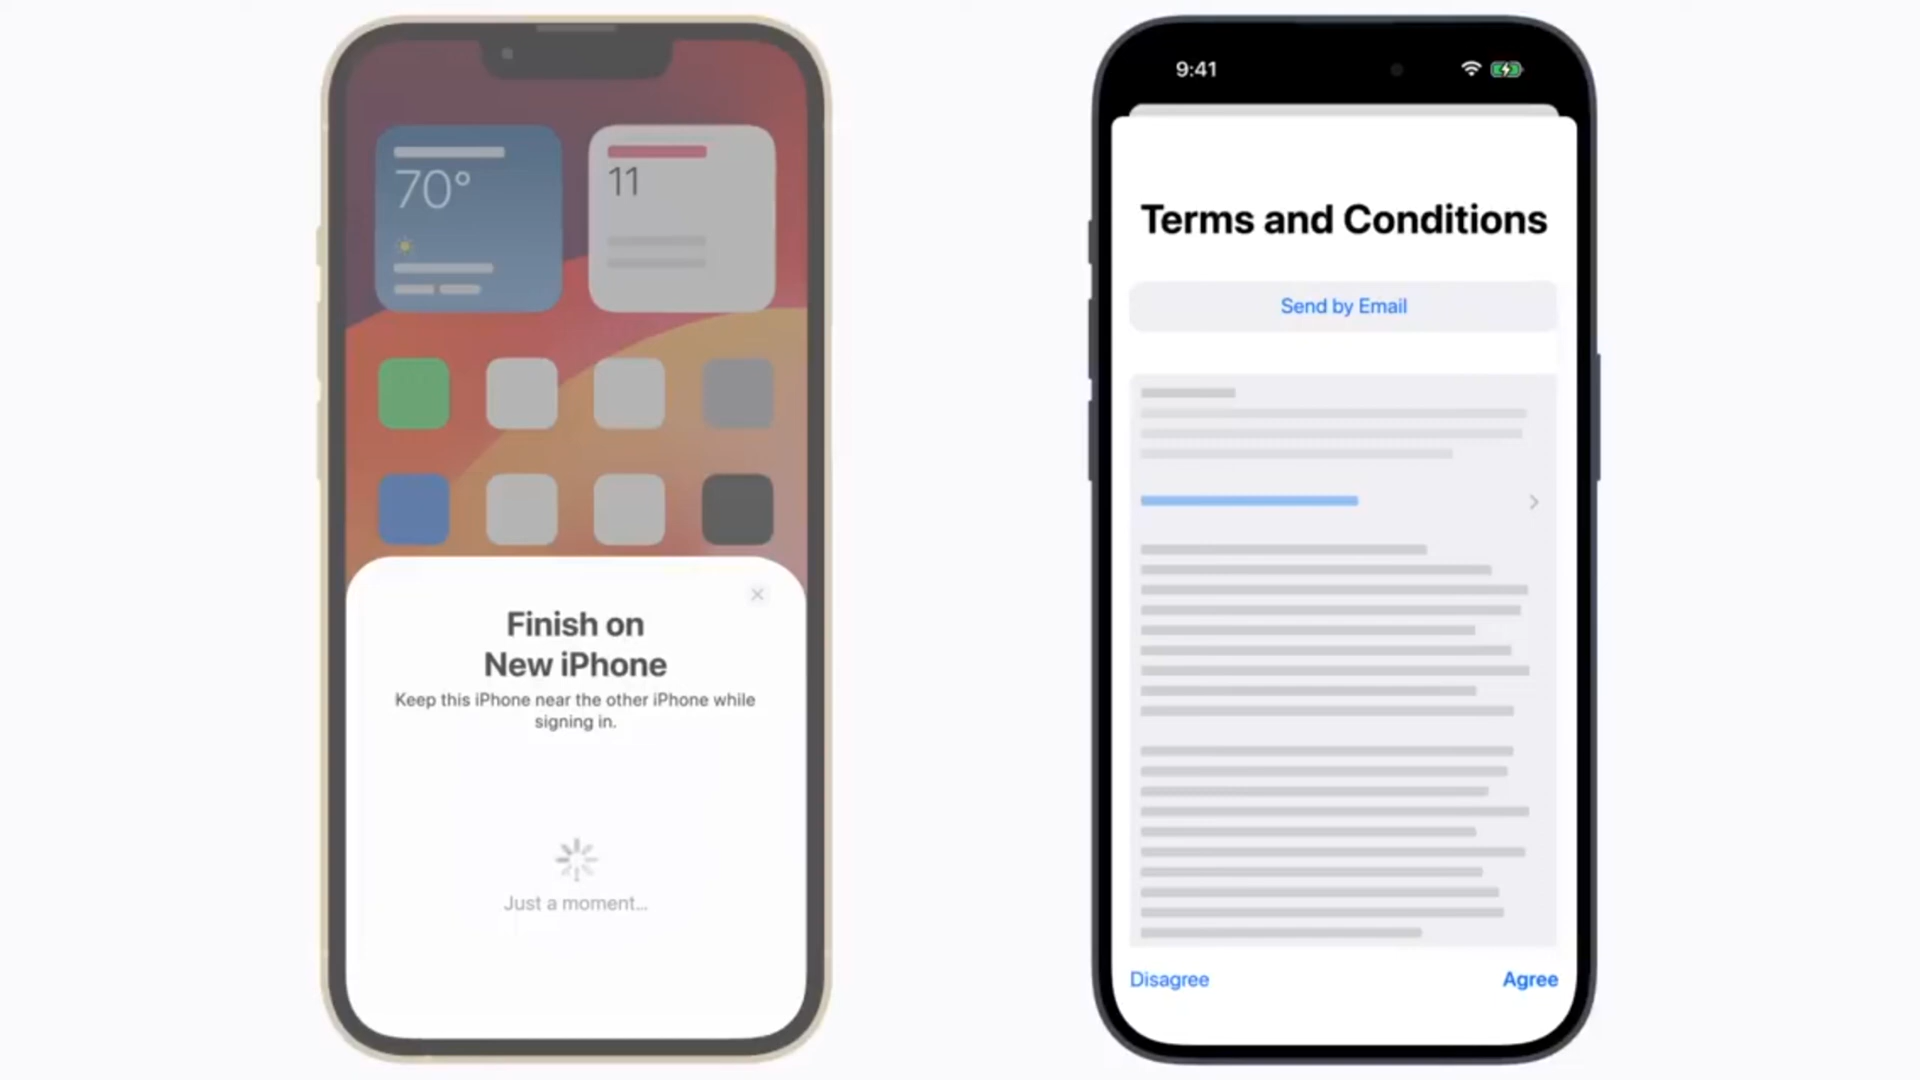 70°
11
Finish on
New iPhone
Keep this iPhone near the other iPhone while
signing in.
Just a moment...
9:41
Terms and Conditions
Send by Email
Disagree
Agree